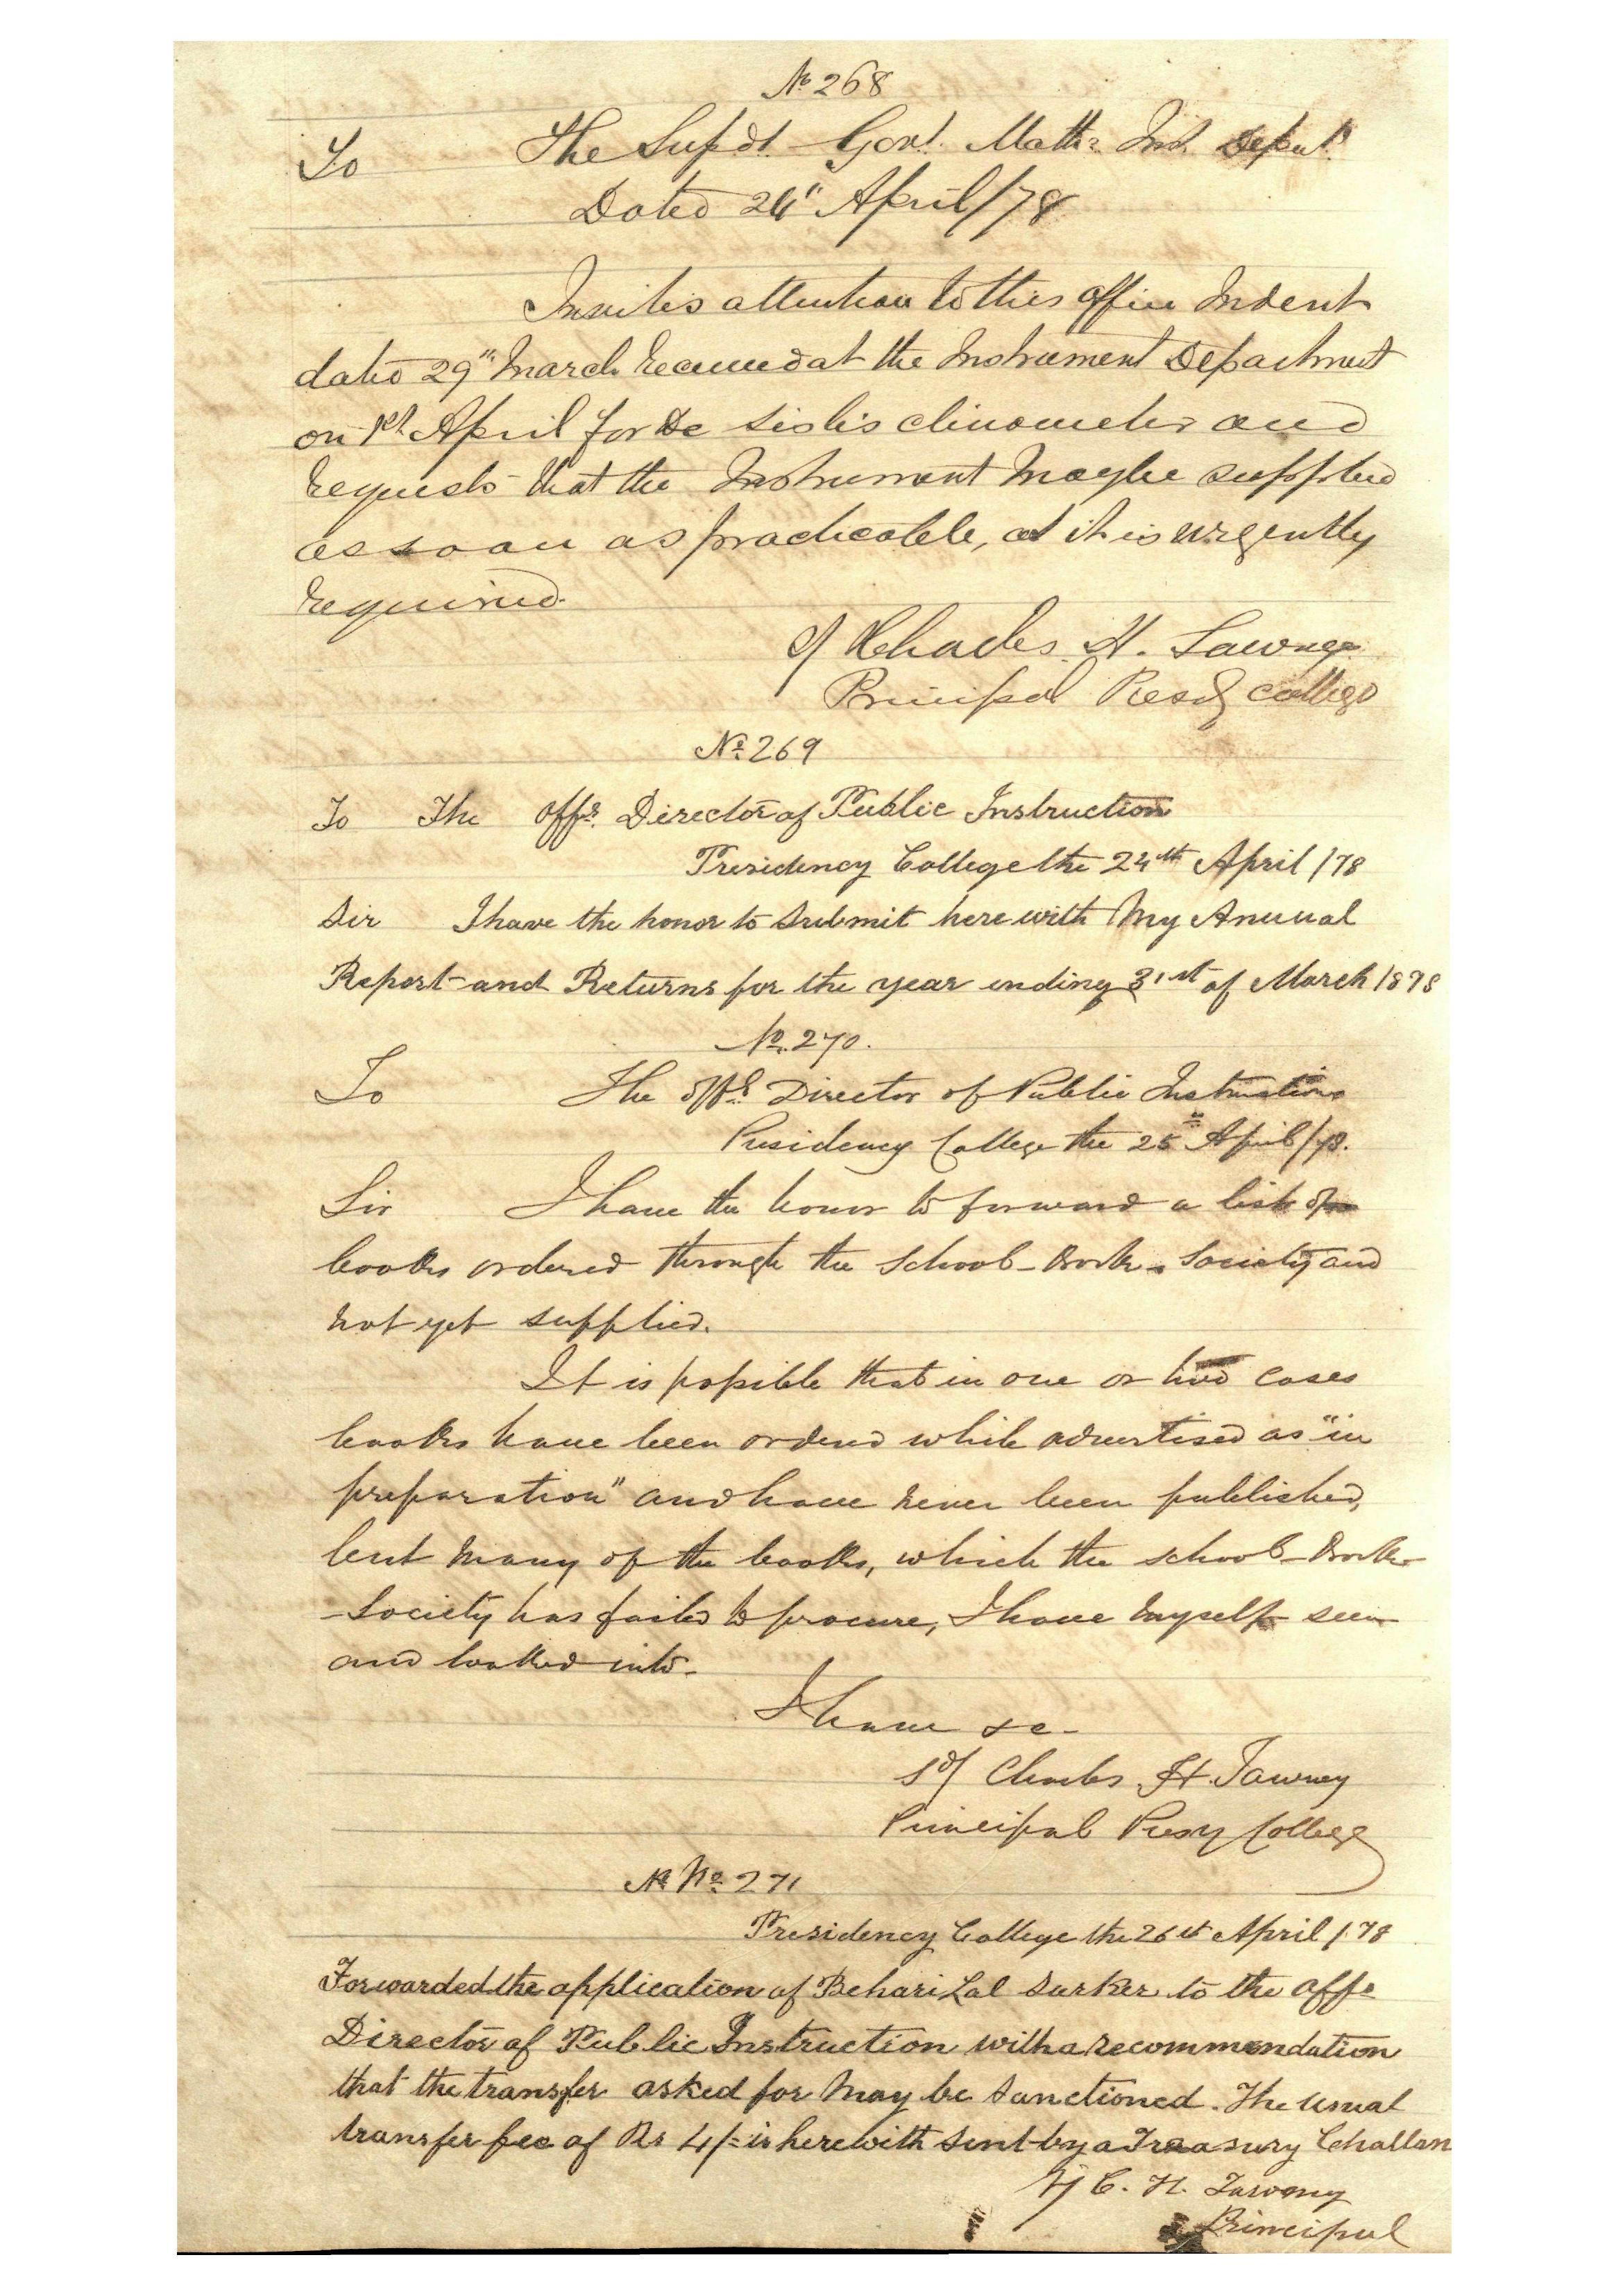 No 268
To The Supdt. Govt. Math: Inst. Depat.
Dated 24" April/78
Invites attention to this office Indent
dated 29th March received at the Instrument Department
on 1st April for De clinometer and
requests that the Instrument may be supplied
as soon as practicable, as it is urgently
required.
Sd/ Charles H. Tawney
Principal Presdy College
No. 269
To The Offg. Director of Public Instruction
Presidency College the 24th April /78
Sir I have the honor to submit herewith my Annual
Report and Returns for the year ending 31st of March 1878
No. 270.
To The Offg. Director of Public Instruction
Presidency College the 25th April/78.
Sir I have the honor to forward a list of
books ordered through the School-Book-Society and
not yet supplied.
It is possible that in one or two cases
books have been ordered while advertised as "in
preparation" and have never been published,
but many of the books, which the School-Book
-Society has failed to procure, I have myself seen
and looked into.
I have &c-
Sd/ Charles H. Tawney
Principal Presy College
No. 271
Presidency College the 26th April /78
Forwarded the application of Behari Lal Surker to the Offg.
Director of Public Instruction with a recommendation
that the transfer asked for may be sanctioned. The usual
transfer fee of Rs 4/= is herewith sent by a Treasury Challan
Sd/ C. H. Tawney
Principal